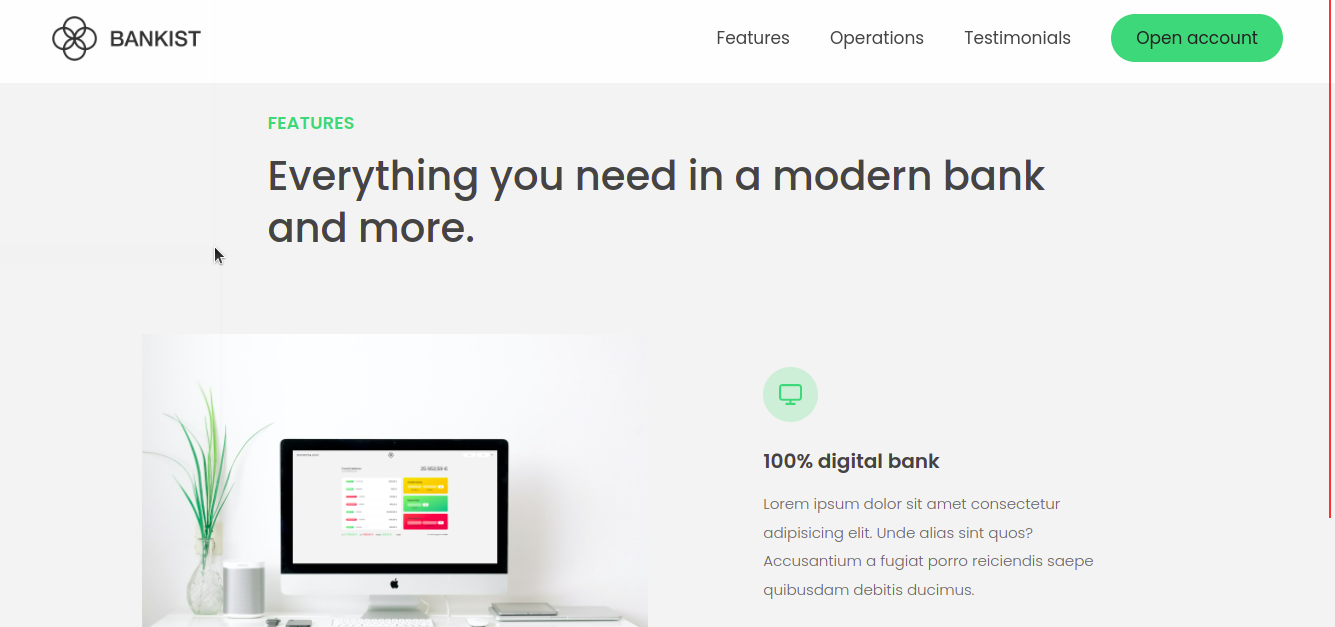 BANKIST
Features
Operations
Testimonials
Open account
FEATURES
Everything you need in a modern bank
and more.
100% digital bank
Lorem ipsum dolor sit amet consectetur
adipisicing elit. Unde alias sint quos?
Accusantium a fugiat porro reiciendis saepe
quibusdam debitis ducimus.